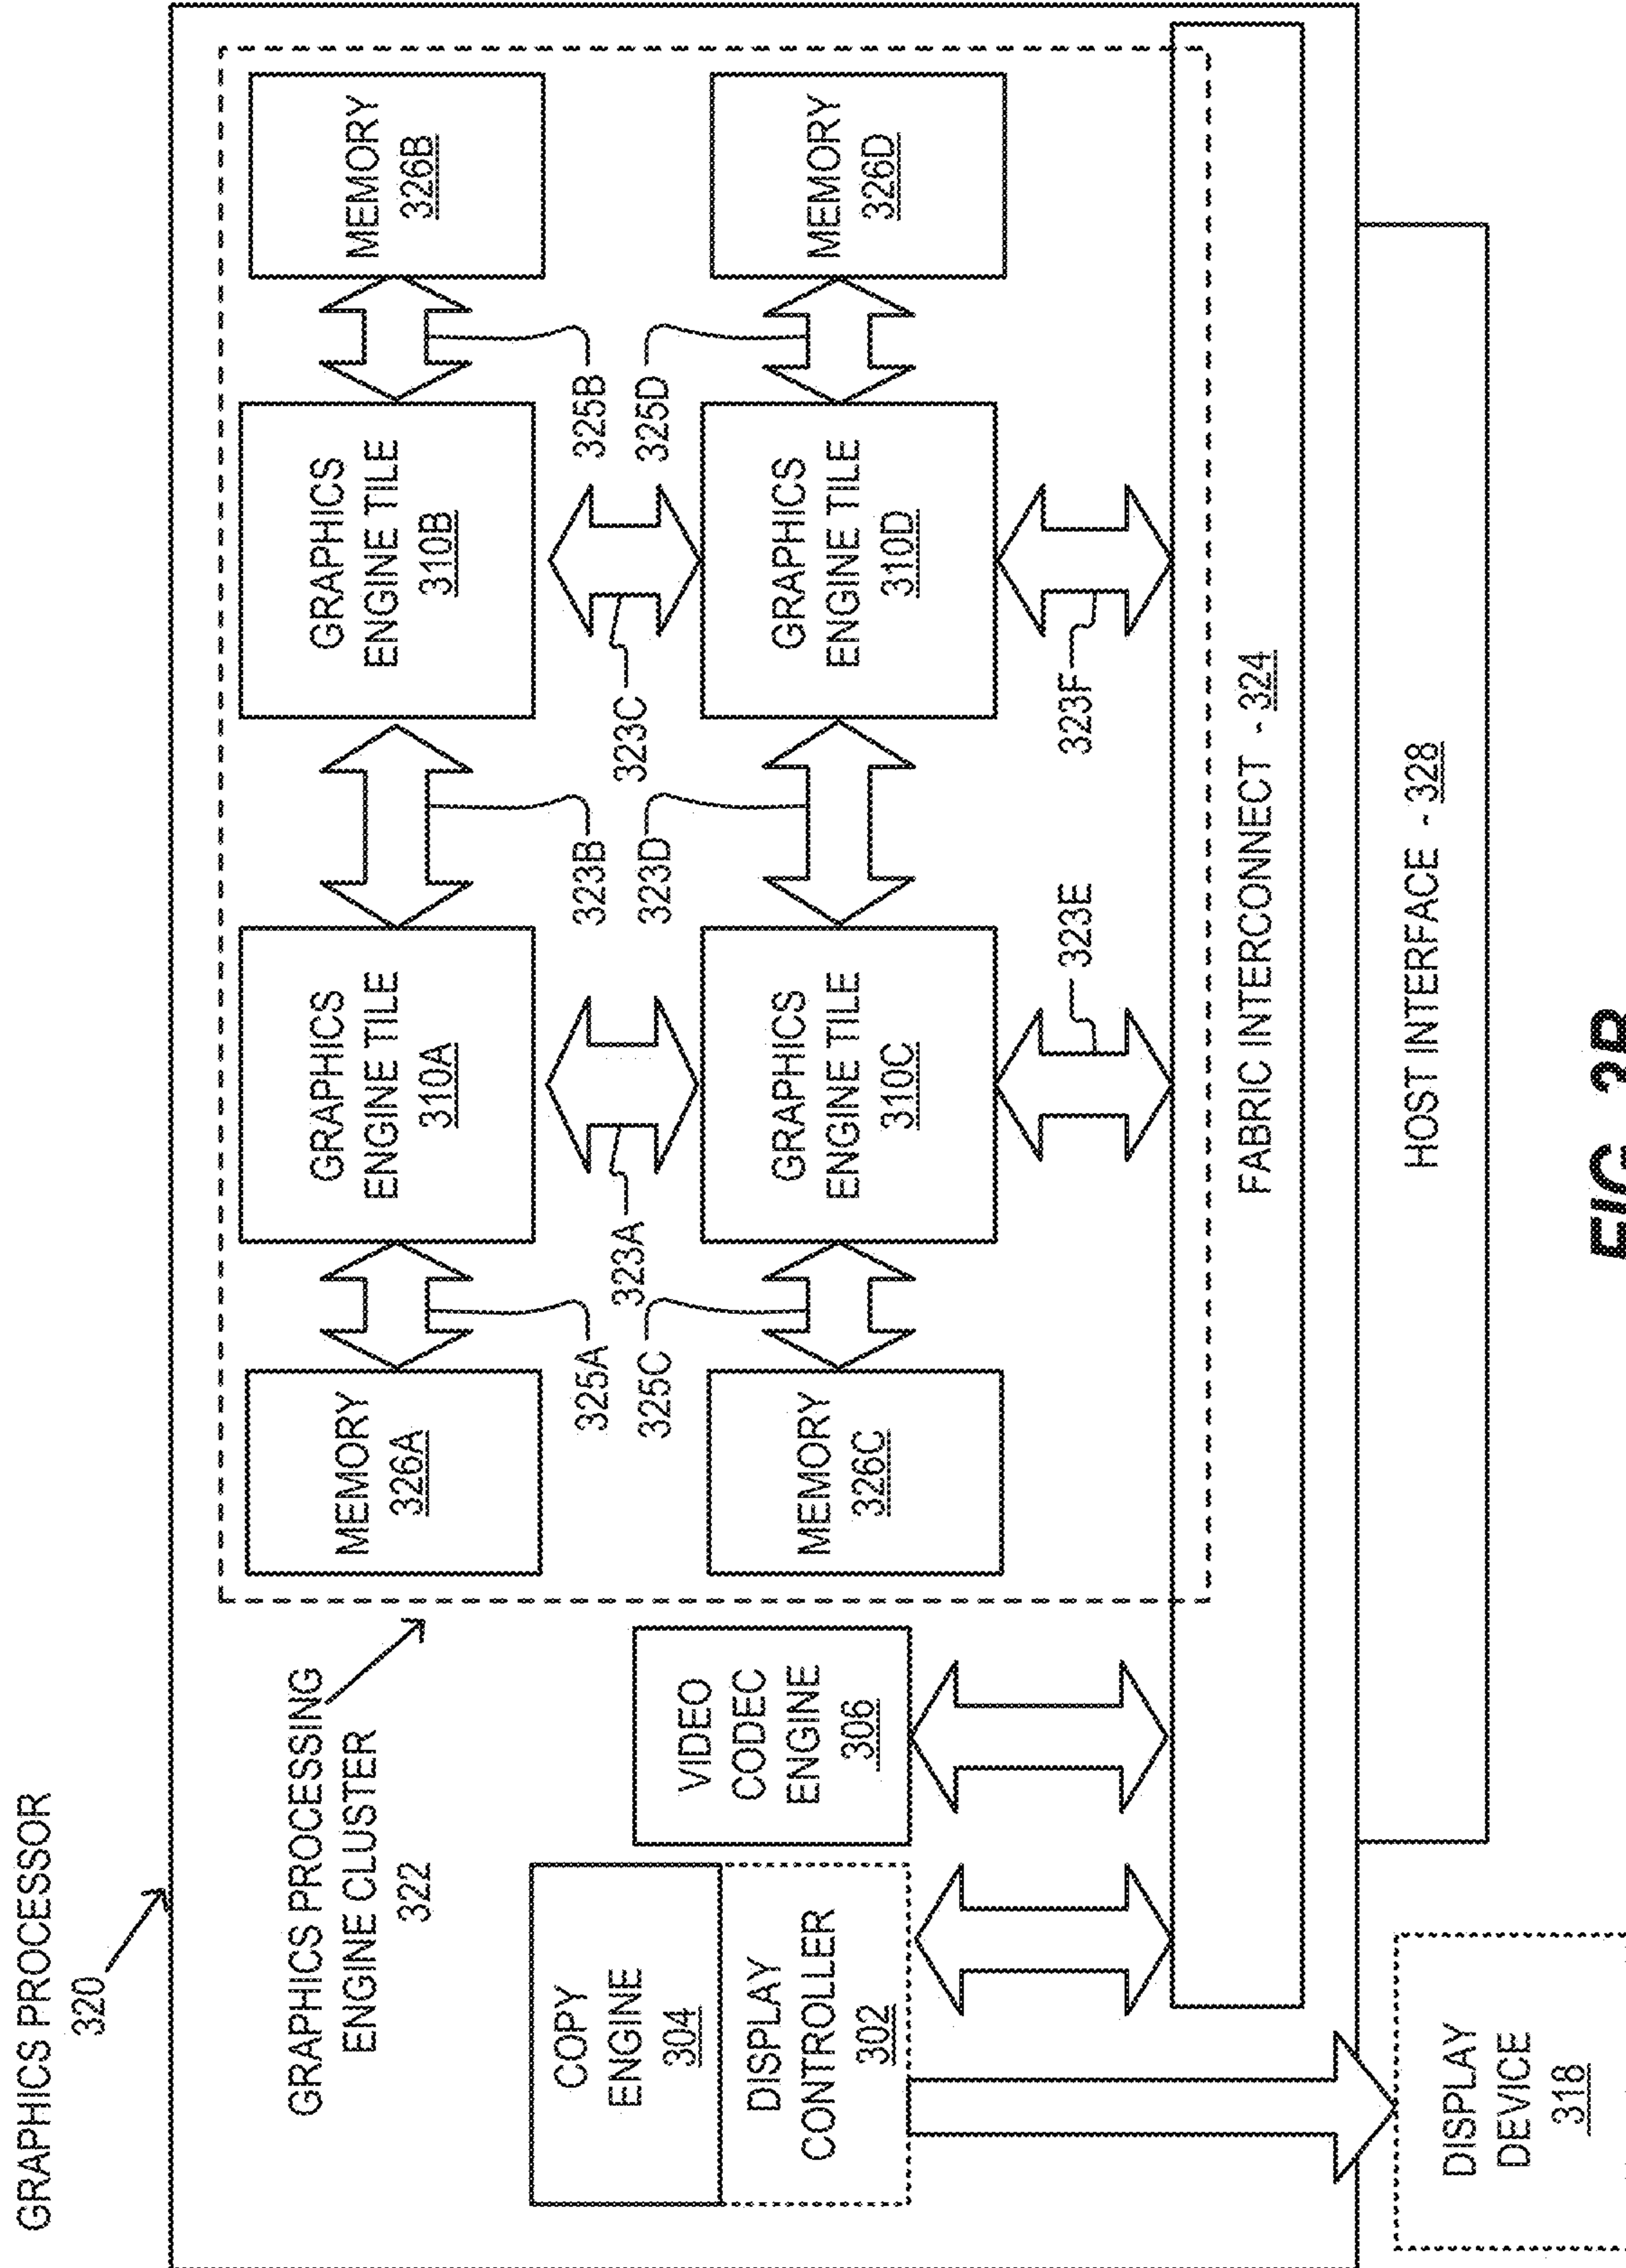 GRAPHICS PROCESSOR
320
GRAPHICS PROCESSING
ENGINE CLUSTER
322
MEMORY
326A
325A
GRAPHICS
ENGINE TILE
310A
323B
GRAPHICS
ENGINE TILE
310B
325B
MEMORY
326B
323A
323C
COPY
ENGINE
304
DISPLAY
CONTROLLER
302
VIDEO
CODEC
ENGINE
306
MEMORY
326C
325C
GRAPHICS
ENGINE TILE
310C
323D
GRAPHICS
ENGINE TILE
310D
325D
MEMORY
326D
323E
323F
FABRIC INTERCONNECT - 324
HOST INTERFACE - 328
DISPLAY
DEVICE
318
FIG. 3B